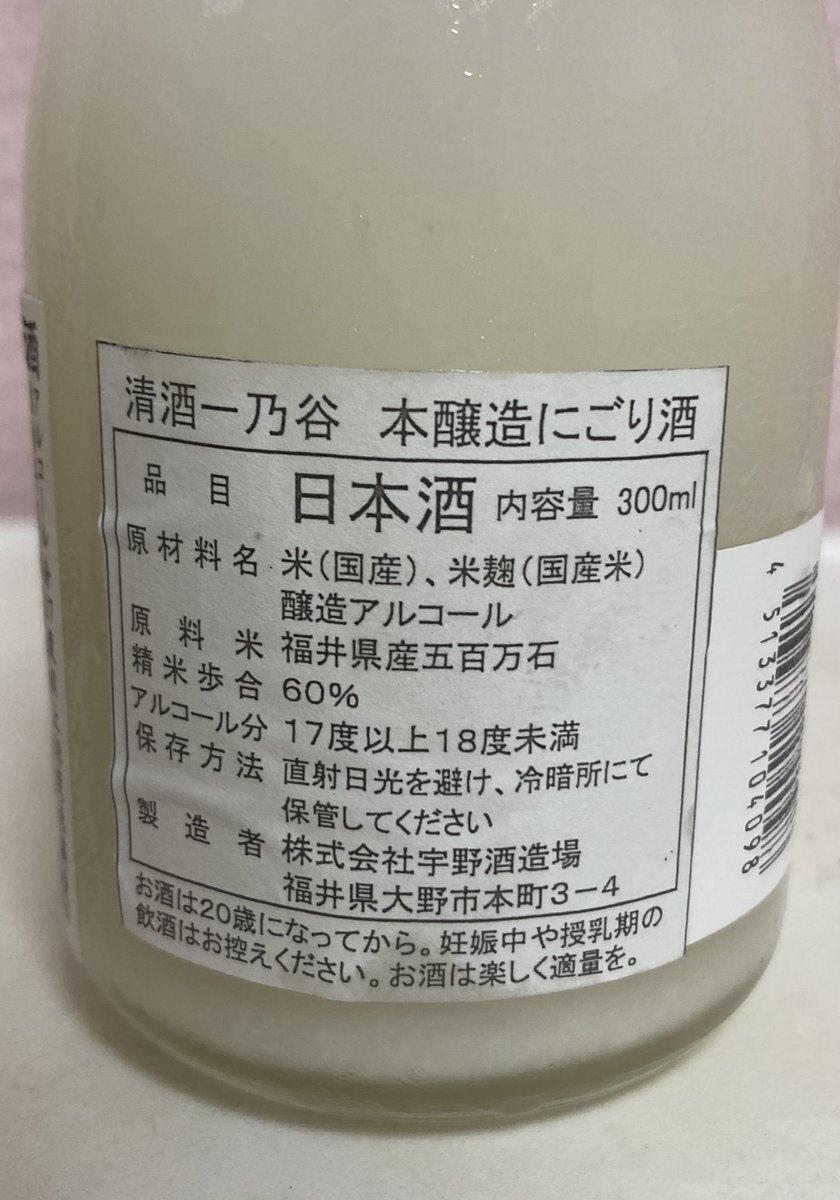 清酒一乃谷 本醸造にごり酒
品目 日本酒 内容量 300ml
原材料名 米(国産)、米麹(国産米)
醸造アルコール
原料米 福井県産五百万石
精米歩合 60%
アルコール分 17度以上18度未満
保存方法 直射日光を避け、冷暗所にて
保管してください
製造者 株式会社宇野酒造場
福井県大野市本町3-4
お酒は20歳になってから。妊娠中や授乳期の
飲酒はお控えください。お酒は楽しく適量を。
4 513377104098
酒